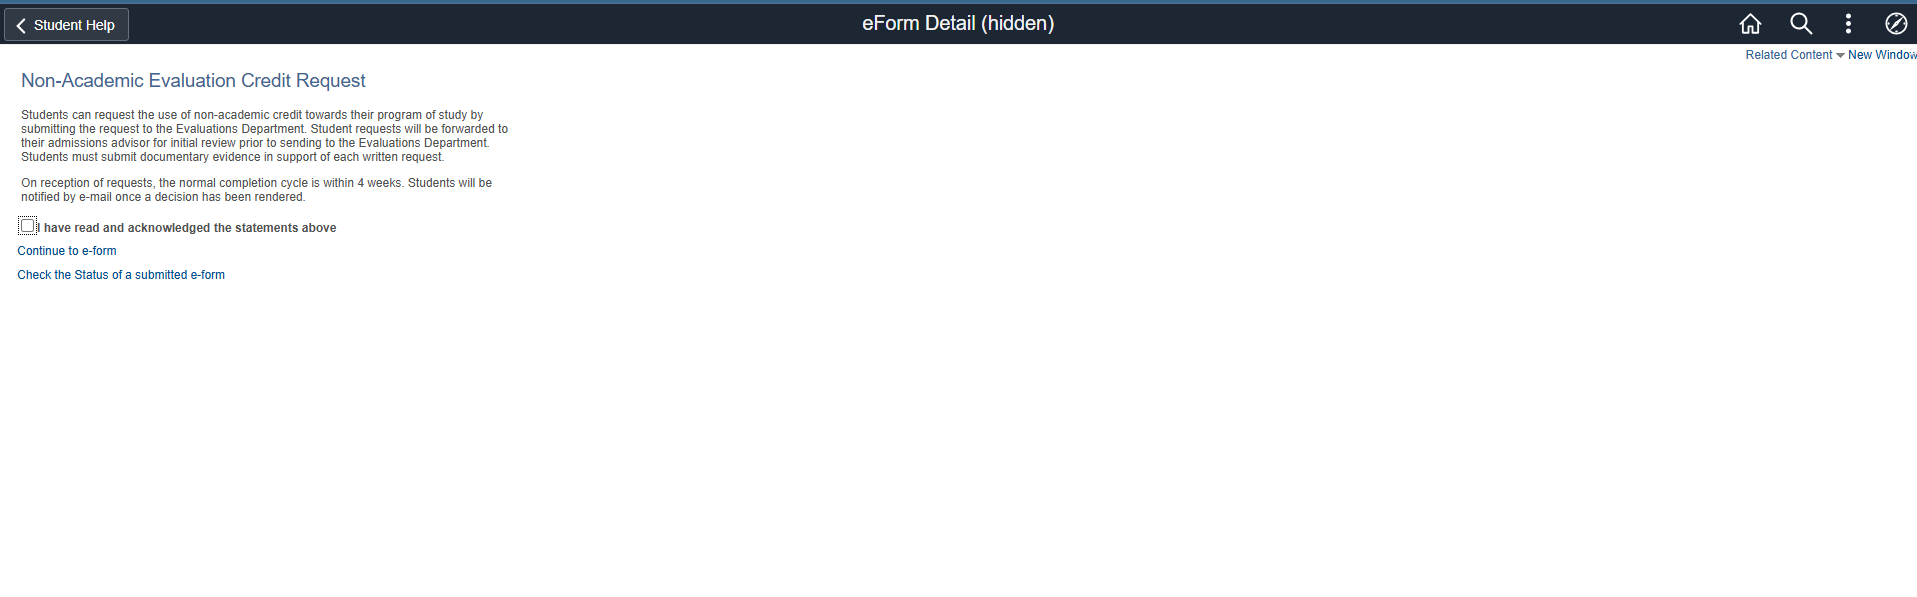 Student Help
eForm Detail (hidden)
Related Content New Window
Non-Academic Evaluation Credit Request
Students can request the use of non-academic credit towards their program of study by
submitting the request to the Evaluations Department. Student requests will be forwarded to
their admissions advisor for initial review prior to sending to the Evaluations Department.
Students must submit documentary evidence in support of each written request.
On reception of requests, the normal completion cycle is within 4 weeks. Students will be
notified by e-mail once a decision has been rendered.
I have read and acknowledged the statements above
Continue to e-form
Check the Status of a submitted e-form